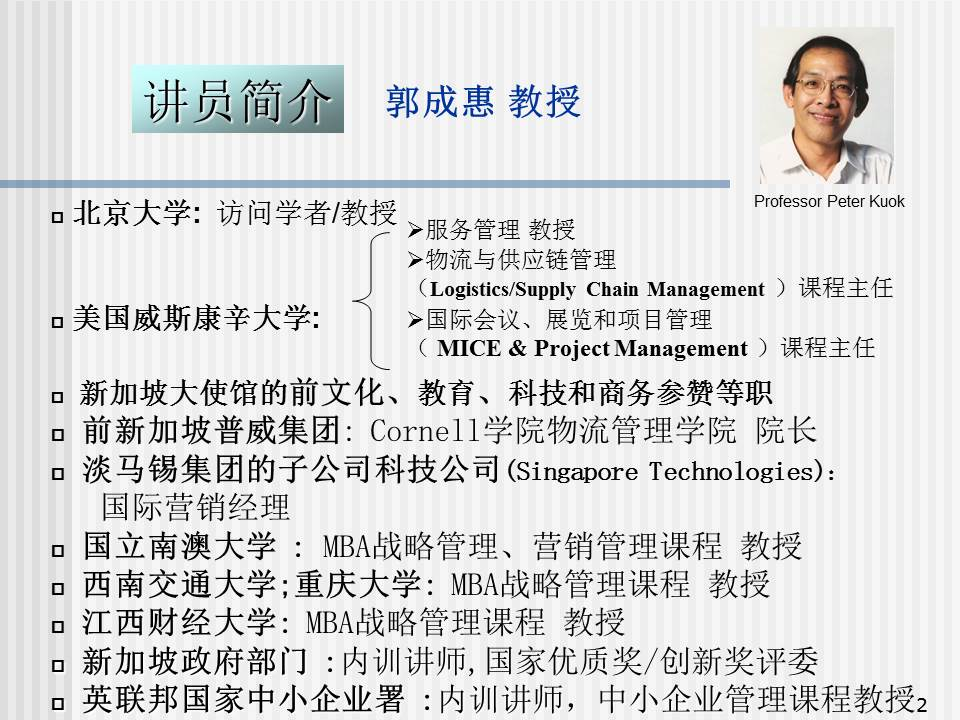 讲员简介
郭成惠 教授
Professor Peter Kuok
北京大学: 访问学者/教授
美国威斯康辛大学:
➢服务管理 教授
➢物流与供应链管理
（Logistics/Supply Chain Management ）课程主任
➢国际会议、展览和项目管理
（ MICE & Project Management ）课程主任
新加坡大使馆的前文化、教育、科技和商务参赞等职
前新加坡普威集团: Cornell学院物流管理学院 院长
淡马锡集团的子公司科技公司(Singapore Technologies):
国际营销经理
国立南澳大学 : MBA战略管理、营销管理课程 教授
西南交通大学;重庆大学: MBA战略管理课程 教授
江西财经大学: MBA战略管理课程 教授
新加坡政府部门 :内训讲师,国家优质奖/创新奖评委
英联邦国家中小企业署 :内训讲师，中小企业管理课程教授
2